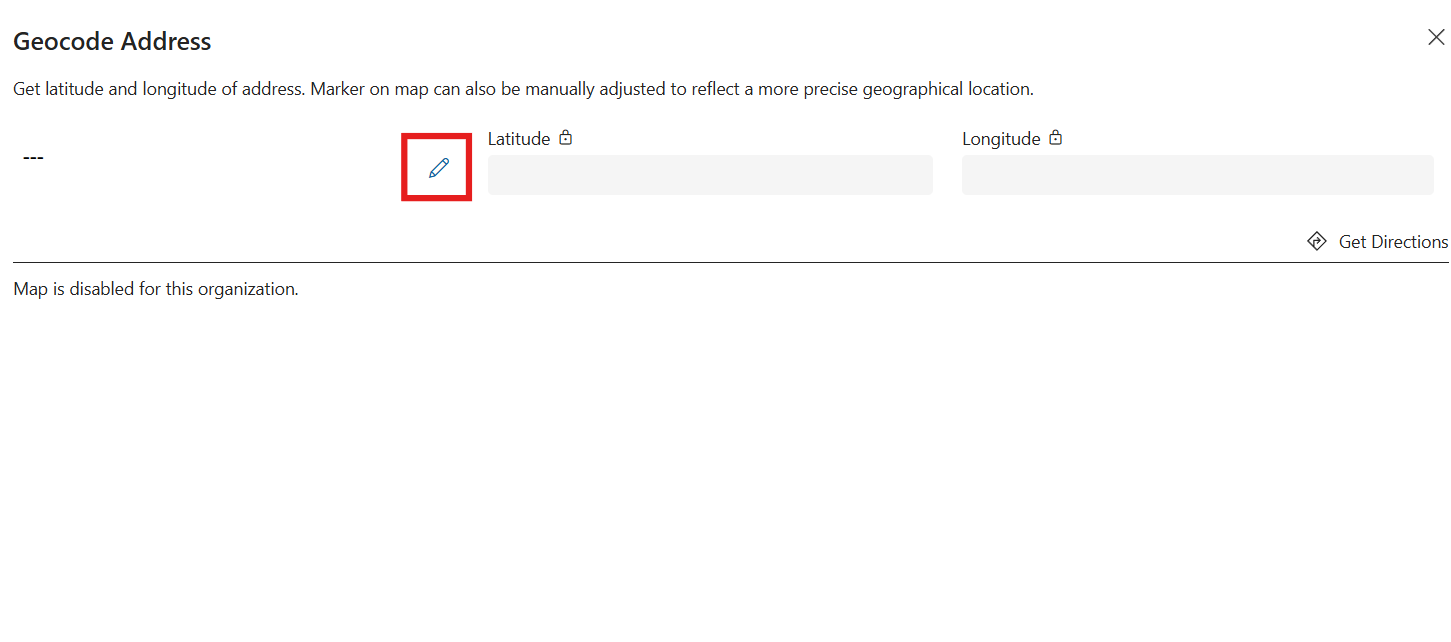 Geocode Address
Get latitude and longitude of address. Marker on map can also be manually adjusted to reflect a more precise geographical location.
---
Latitude
Longitude
Get Directions
Map is disabled for this organization.